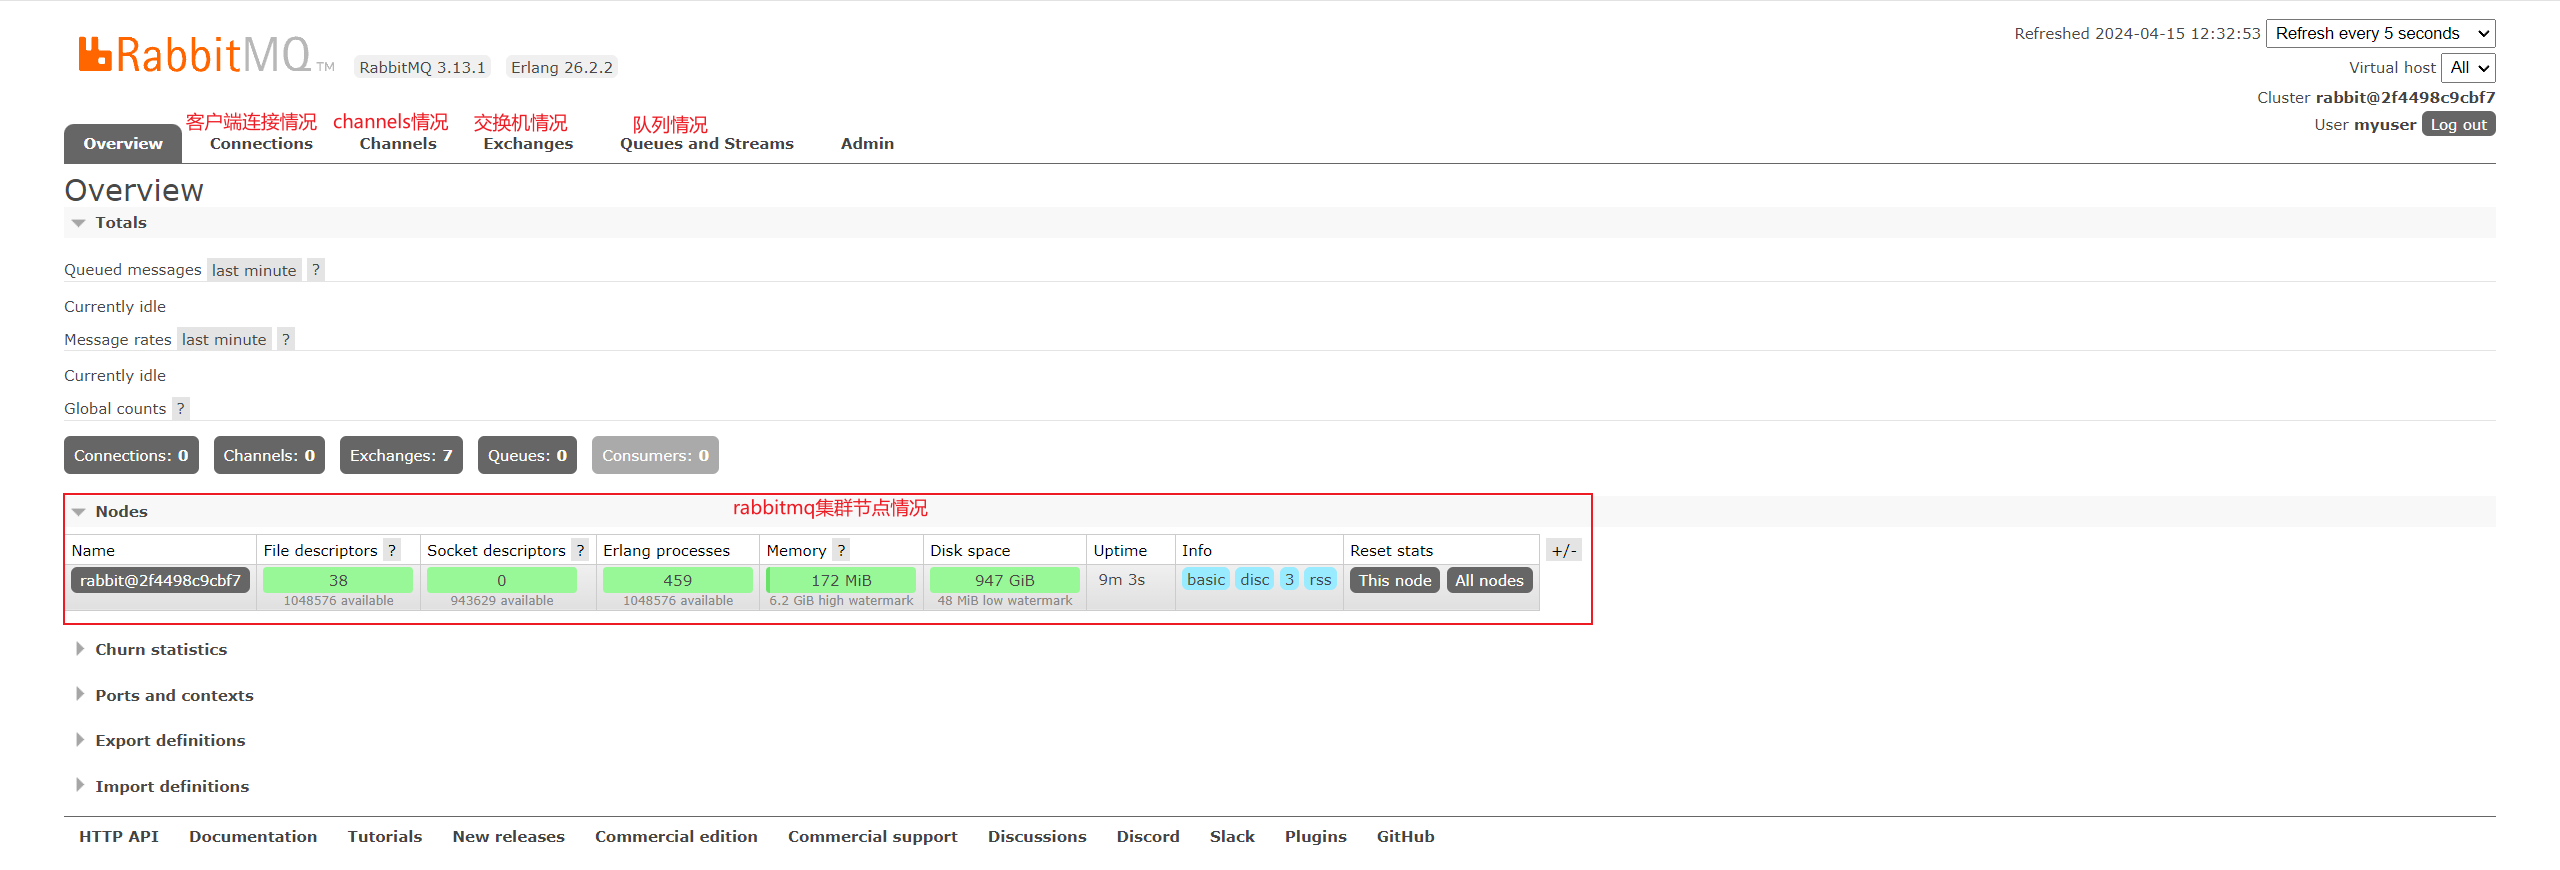 Refreshed 2024-04-15 12:32:53 Refresh every 5 seconds
RabbitMQ TM RabbitMQ 3.13.1 Erlang 26.2.2
Virtual host All
Cluster rabbit@2f4498c9cbf7
User myuser Log out
客户端连接情况 channels情况 交换机情况 队列情况
Overview Connections Channels Exchanges Queues and Streams Admin
Overview
Totals
Queued messages last minute ?
Currently idle
Message rates last minute ?
Currently idle
Global counts ?
Connections: 0 Channels: 0 Exchanges: 7 Queues: 0 Consumers: 0
rabbitmq集群节点情况
Nodes
Name File descriptors ? Socket descriptors ? Erlang processes Memory ? Disk space Uptime Info Reset stats +/-
rabbit@2f4498c9cbf7 38 0 459 172 MiB 947 GiB 9m 3s basic disc 3 rss This node All nodes
1048576 available 943629 available 1048576 available 6.2 GiB high watermark 48 MiB low watermark
Churn statistics
Ports and contexts
Export definitions
Import definitions
HTTP API Documentation Tutorials New releases Commercial edition Commercial support Discussions Discord Slack Plugins GitHub